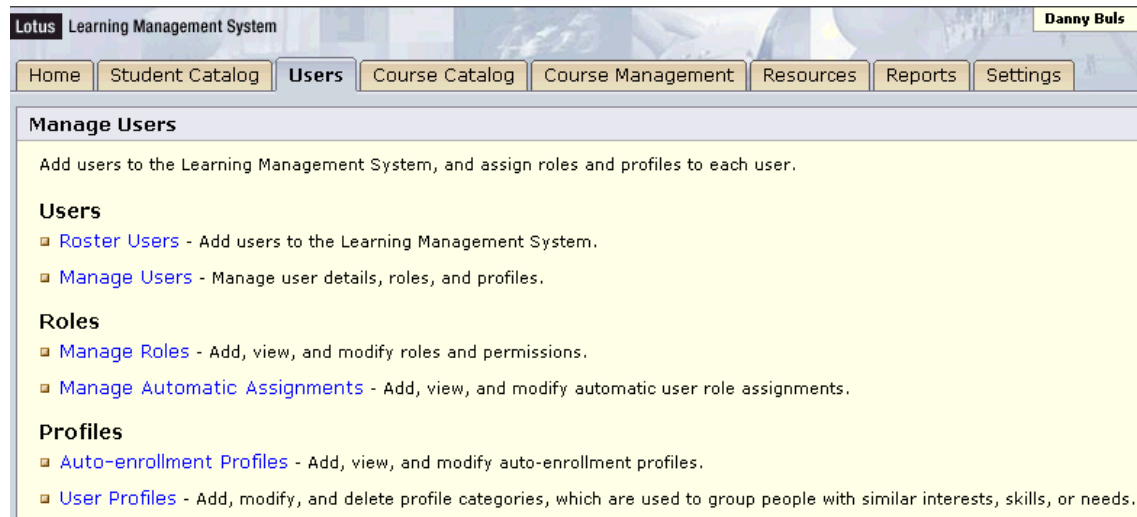 Lotus Learning Management System
Danny Buls
Home Student Catalog Users Course Catalog Course Management Resources Reports Settings
Manage Users
Add users to the Learning Management System, and assign roles and profiles to each user.
Users
Roster Users - Add users to the Learning Management System.
Manage Users - Manage user details, roles, and profiles.
Roles
Manage Roles - Add, view, and modify roles and permissions.
Manage Automatic Assignments - Add, view, and modify automatic user role assignments.
Profiles
Auto-enrollment Profiles - Add, view, and modify auto-enrollment profiles.
User Profiles - Add, modify, and delete profile categories, which are used to group people with similar interests, skills, or needs.